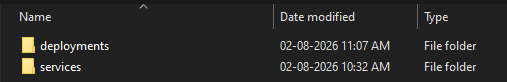 Name Date modified Type
deployments 02-08-2026 11:07 AM File folder
services 02-08-2026 10:32 AM File folder